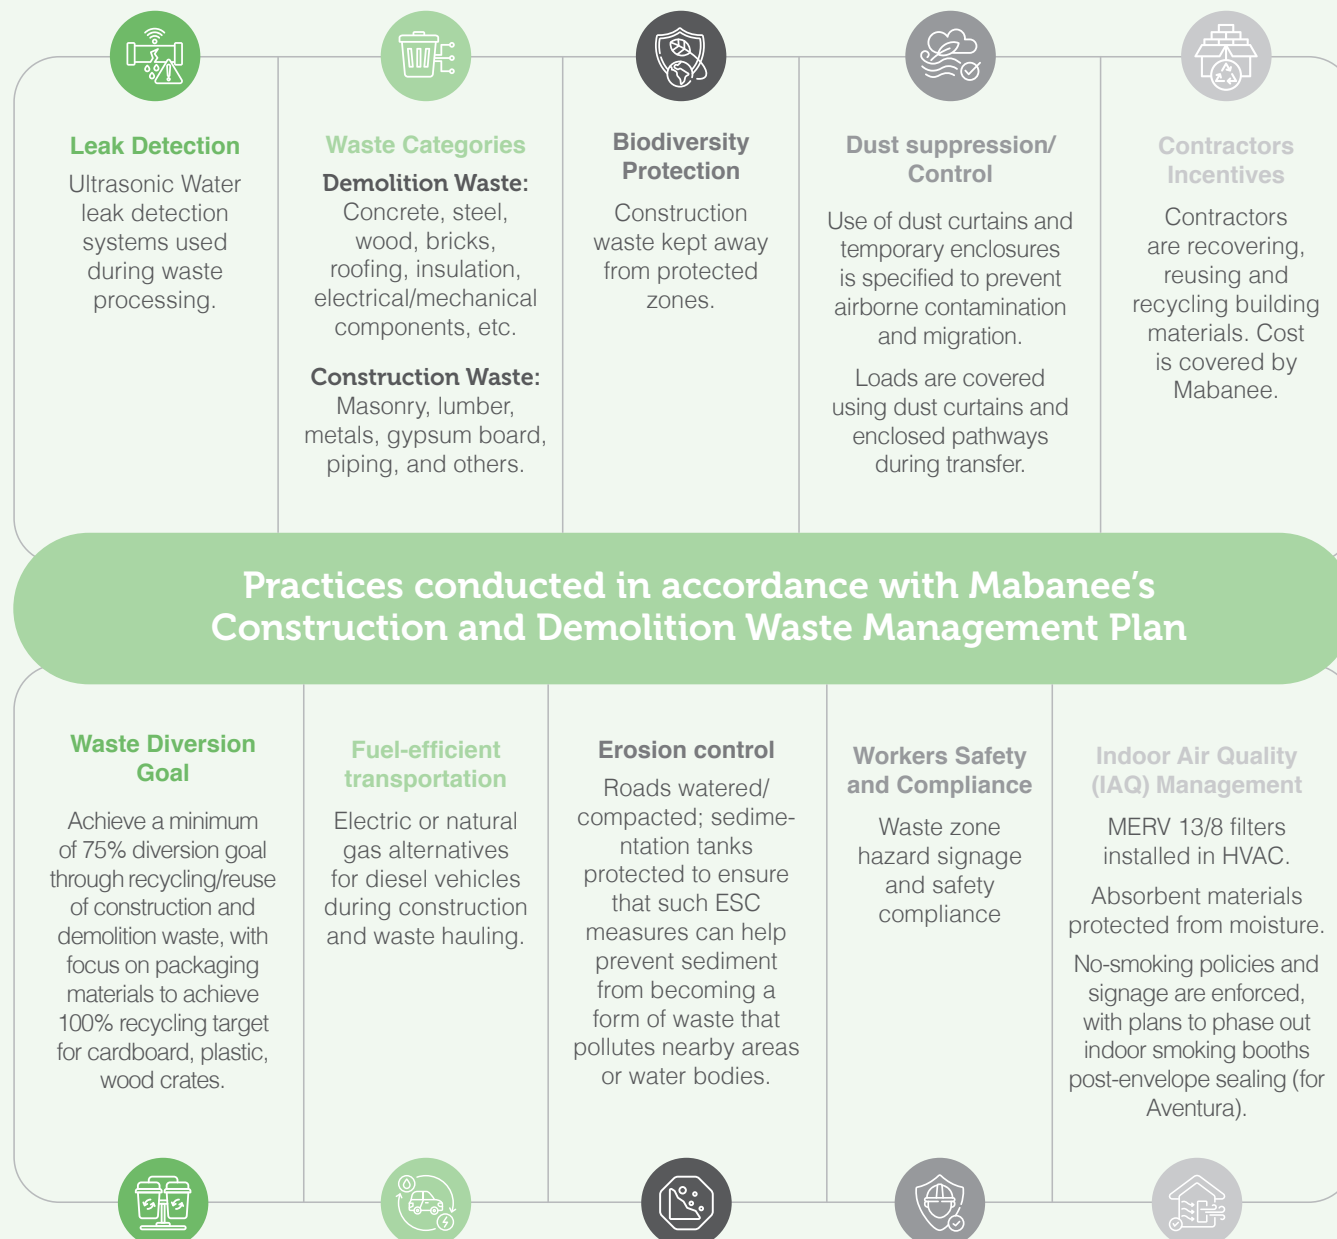 Leak Detection
Ultrasonic Water
leak detection
systems used
during waste
processing.
Waste Categories
Demolition Waste:
Concrete, steel,
wood, bricks,
roofing, insulation,
electrical/mechanical
components, etc.
Construction Waste:
Masonry, lumber,
metals, gypsum board,
piping, and others.
Biodiversity
Protection
Construction
waste kept away
from protected
zones.
Dust suppression/
Control
Use of dust curtains and
temporary enclosures
is specified to prevent
airborne contamination
and migration.
Loads are covered
using dust curtains and
enclosed pathways
during transfer.
Contractors
Incentives
Contractors
are recovering,
reusing and
recycling building
materials. Cost
is covered by
Mabanee.
Practices conducted in accordance with Mabanee's
Construction and Demolition Waste Management Plan
Waste Diversion
Goal
Achieve a minimum
of 75% diversion goal
through recycling/reuse
of construction and
demolition waste, with
focus on packaging
materials to achieve
100% recycling target
for cardboard, plastic,
wood crates.
Fuel-efficient
transportation
Electric or natural
gas alternatives
for diesel vehicles
during construction
and waste hauling.
Erosion control
Roads watered/
compacted; sedime-
ntation tanks
protected to ensure
that such ESC
measures can help
prevent sediment
from becoming a
form of waste that
pollutes nearby areas
or water bodies.
Workers Safety
and Compliance
Waste zone
hazard signage
and safety
compliance
Indoor Air Quality
(IAQ) Management
MERV 13/8 filters
installed in HVAC.
Absorbent materials
protected from moisture.
No-smoking policies and
signage are enforced,
with plans to phase out
indoor smoking booths
post-envelope sealing (for
Aventura).